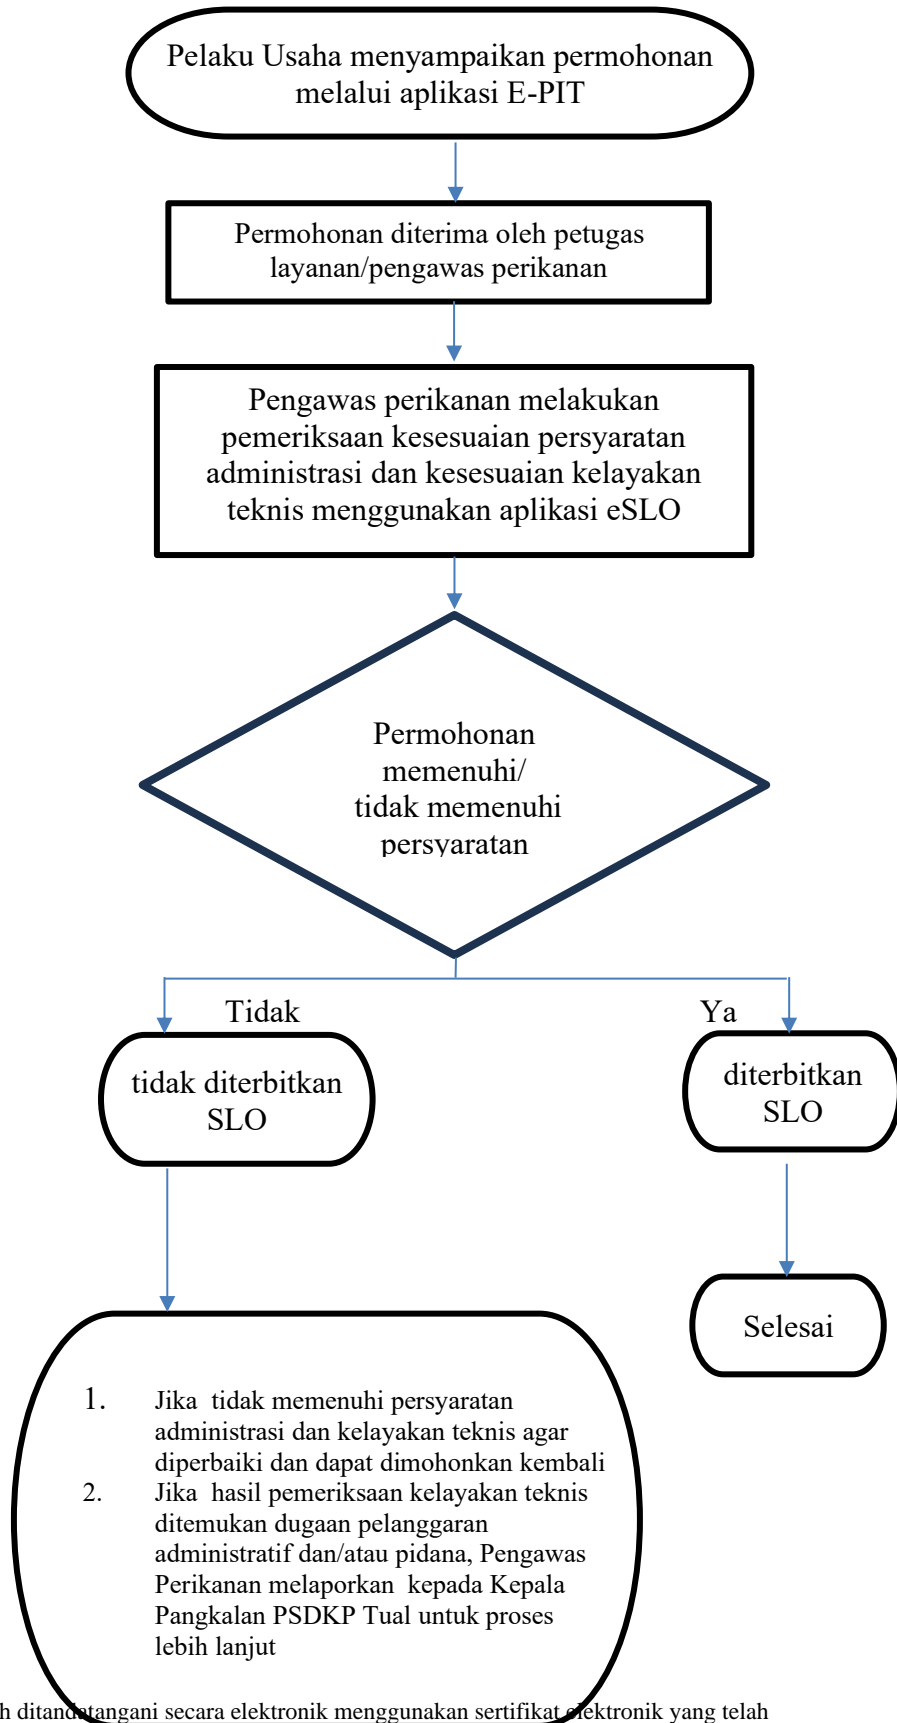 Pelaku Usaha menyampaikan permohonan
melalui aplikasi E-PIT
Permohonan diterima oleh petugas
layanan/pengawas perikanan
Pengawas perikanan melakukan
pemeriksaan kesesuaian persyaratan
administrasi dan kesesuaian kelayakan
teknis menggunakan aplikasi eSLO
Permohonan
memenuhi/
tidak memenuhi
persyaratan
Tidak
Ya
tidak diterbitkan
SLO
diterbitkan
SLO
Selesai
1. Jika tidak memenuhi persyaratan
administrasi dan kelayakan teknis agar
diperbaiki dan dapat dimohonkan kembali
2. Jika hasil pemeriksaan kelayakan teknis
ditemukan dugaan pelanggaran
administratif dan/atau pidana, Pengawas
Perikanan melaporkan kepada Kepala
Pangkalan PSDKP Tual untuk proses
lebih lanjut
h ditandatangani secara elektronik menggunakan sertifikat elektronik yang telah